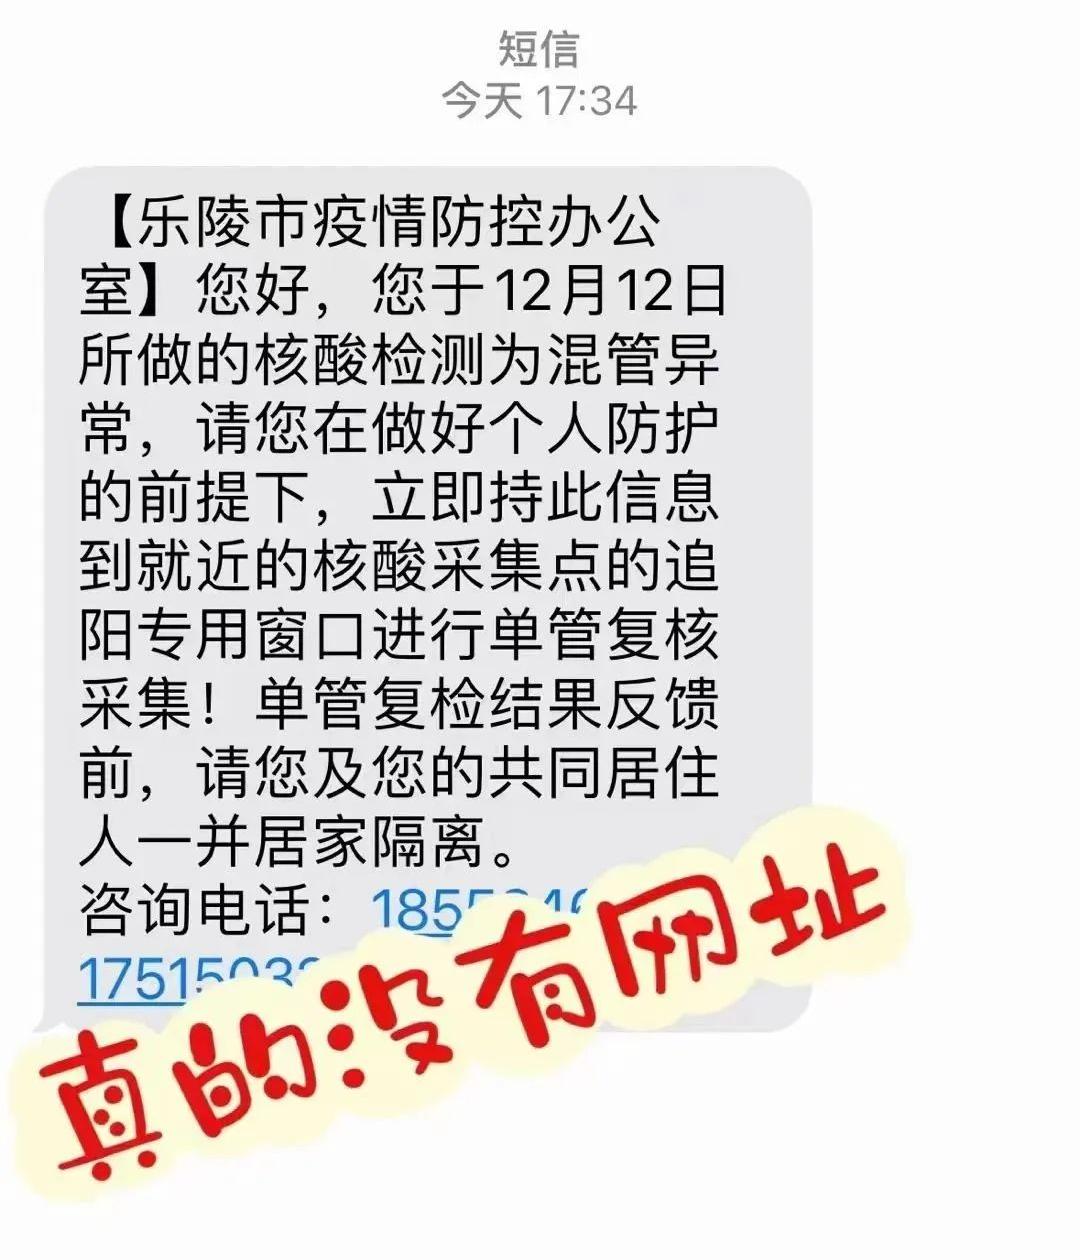 短信
今天 17:34
【乐陵市疫情防控办公
室】您好，您于12月12日
所做的核酸检测为混管异
常，请您在做好个人防护
的前提下，立即持此信息
到就近的核酸采集点的追
阳专用窗口进行单管复核
采集！单管复检结果反馈
前，请您及您的共同居住
人一并居家隔离。
咨询电话：185
1751503
真的没有网址